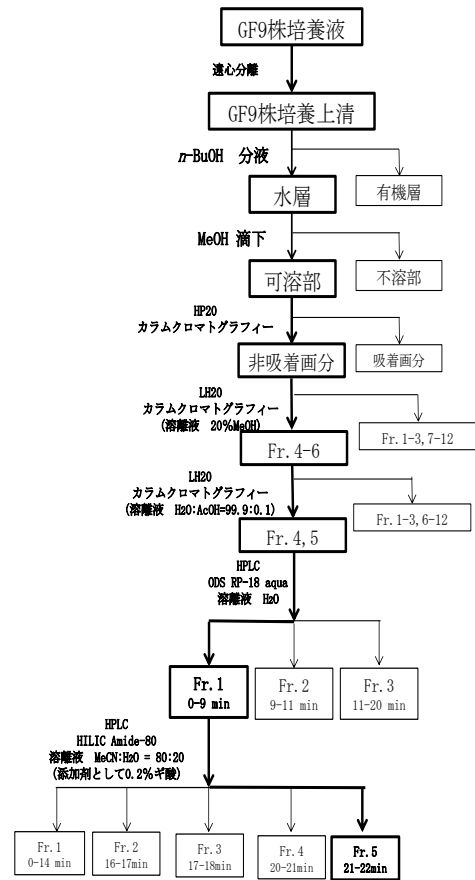 GF9株培養液
遠心分離
GF9株培養上清
n-BuOH 分液
水層
有機層
MeOH 滴下
可溶部
不溶部
HP20
カラムクロマトグラフィー
非吸着画分
吸着画分
LH20
カラムクロマトグラフィー
(溶離液 20%MeOH)
Fr.4-6
Fr.1-3,7-12
LH20
カラムクロマトグラフィー
(溶離液 H2O:AcOH=99.9:0.1)
Fr.4,5
Fr.1-3,6-12
HPLC
ODS RP-18 aqua
溶離液 H2O
Fr.1
0-9 min
Fr.2
9-11 min
Fr.3
11-20 min
HPLC
HILIC Amide-80
溶離液 MeCN:H2O = 80:20
(添加剤として0.2%ギ酸)
Fr.1
0-14 min
Fr.2
16-17min
Fr.3
17-18min
Fr.4
20-21min
Fr.5
21-22min